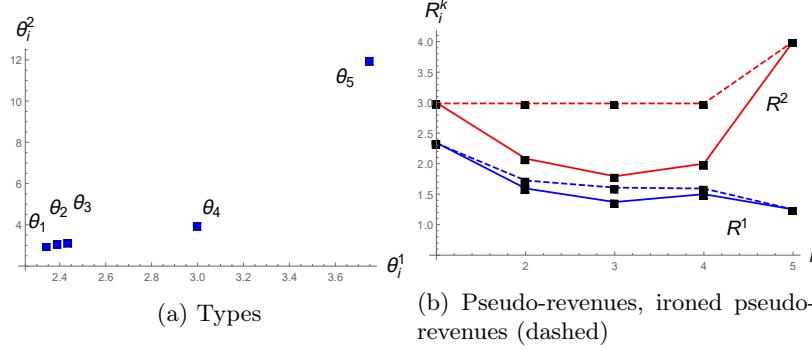 θ_i^2
12
10
8
6
4
θ_5
θ_1 θ_2 θ_3
θ_4
2.4 2.6 2.8 3.0 3.2 3.4 3.6
θ_i^1
(a) Types
R_i^k
4.0
3.5
3.0
2.5
2.0
1.5
1.0
R^2
R^1
2 3 4 5
(b) Pseudo-revenues, ironed pseudo-
revenues (dashed)